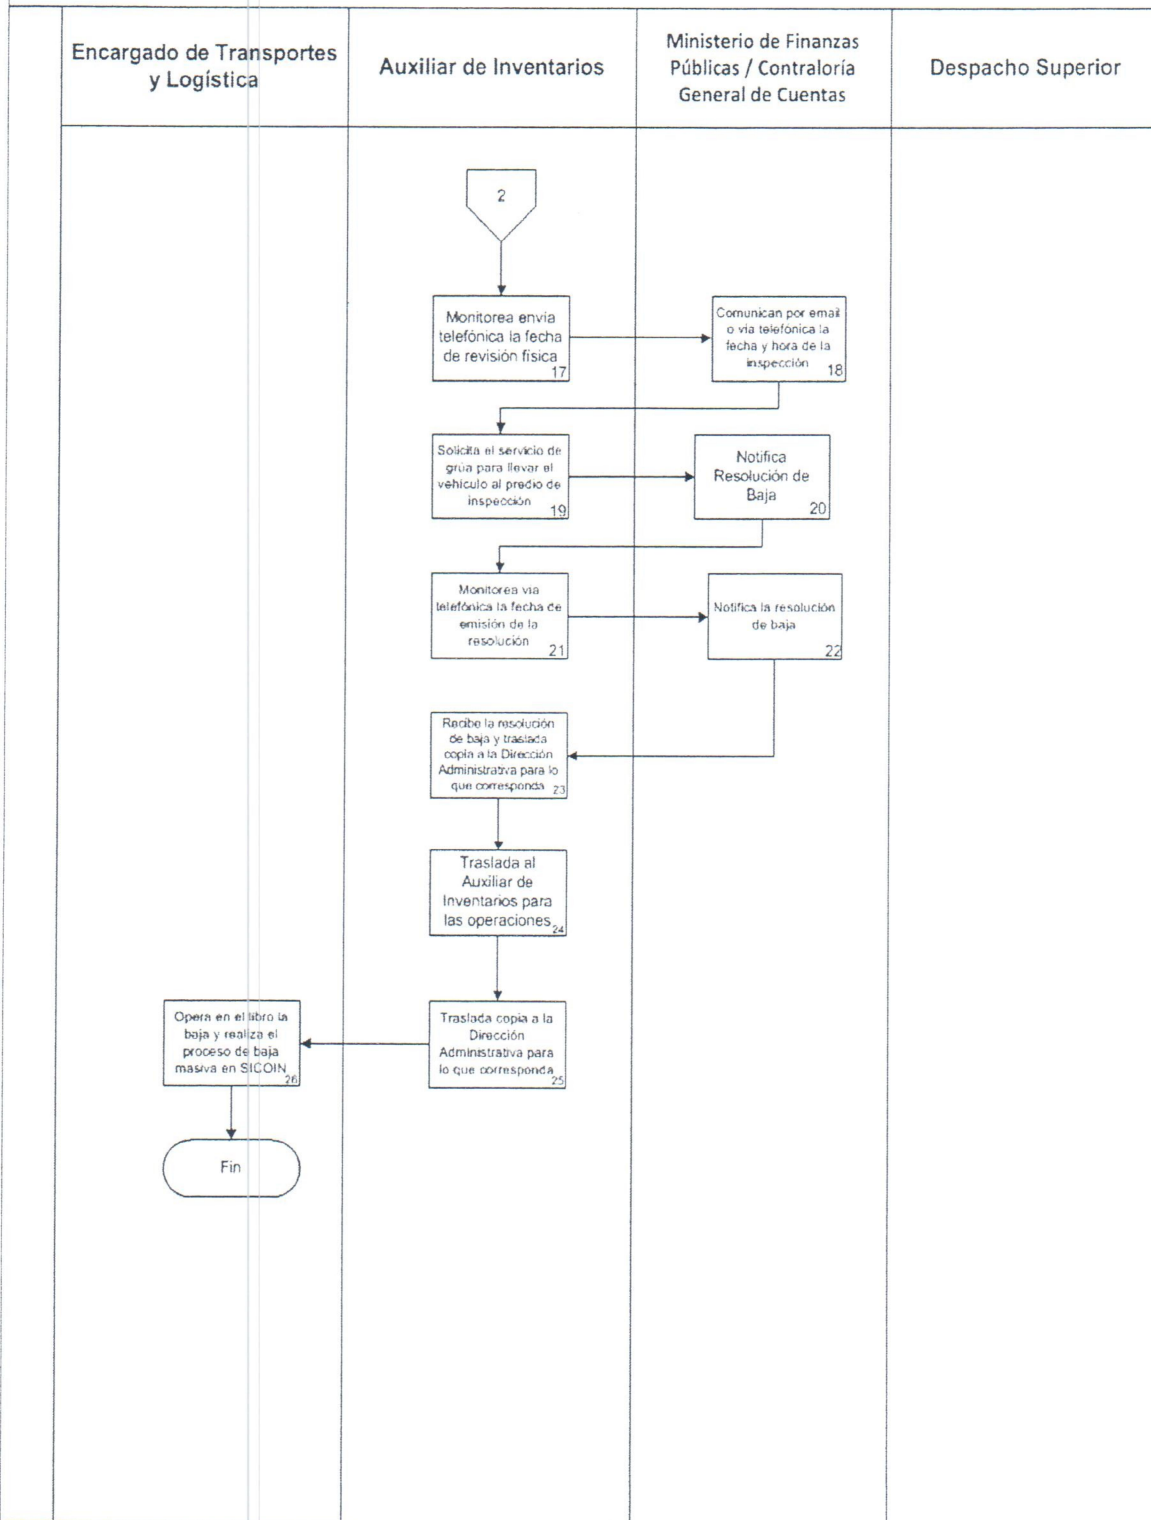 Encargado de Transportes
y Logística
Auxiliar de Inventarios
Ministerio de Finanzas
Públicas / Contraloría
General de Cuentas
Despacho Superior
2
Monitorea envía
telefónica la fecha
de revisión física
17
Comunican por email
o vía telefónica la
fecha y hora de la
inspección
18
Solicita el servicio de
grúa para llevar el
vehículo al predio de
inspección
19
Notifica
Resolución de
Baja
20
Monitorea vía
telefónica la fecha de
emisión de la
resolución
21
Notifica la resolución
de baja
22
Recibe la resolución
de baja y traslada
copia a la Dirección
Administrativa para lo
que corresponda
23
Traslada al
Auxiliar de
Inventarios para
las operaciones
24
Traslada copia a la
Dirección
Administrativa para
lo que corresponda
25
Opera en el libro la
baja y realiza el
proceso de baja
masiva en SICOIN
26
Fin